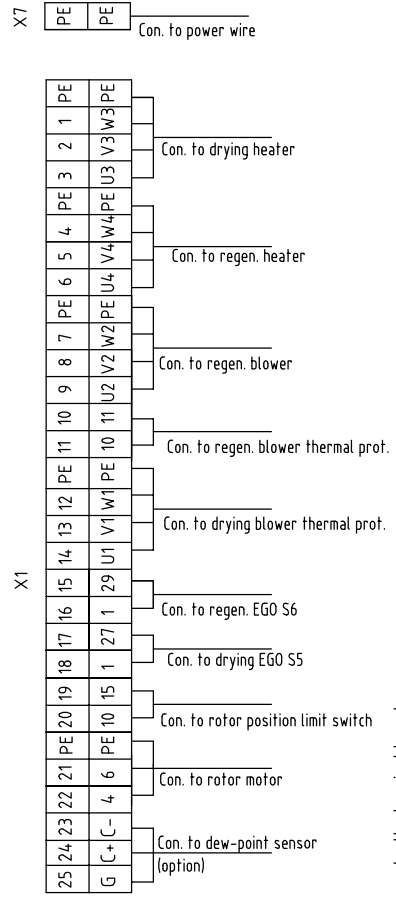 X7
PE PE
Con. to power wire
X1
PE PE
1 W3
2 V3
3 U3
Con. to drying heater
PE PE
4 W4
5 V4
6 U4
Con. to regen. heater
PE PE
7 W2
8 V2
9 U2
Con. to regen. blower
10 11
11 10
Con. to regen. blower thermal prot.
PE PE
12 W1
13 V1
14 U1
Con. to drying blower thermal prot.
15 29
16 1
Con. to regen. EGO S6
17 27
18 1
Con. to drying EGO S5
19 15
20 10
Con. to rotor position limit switch
PE PE
21 6
22 4
Con. to rotor motor
23 C-
24 C+
25 G
Con. to dew-point sensor
(option)